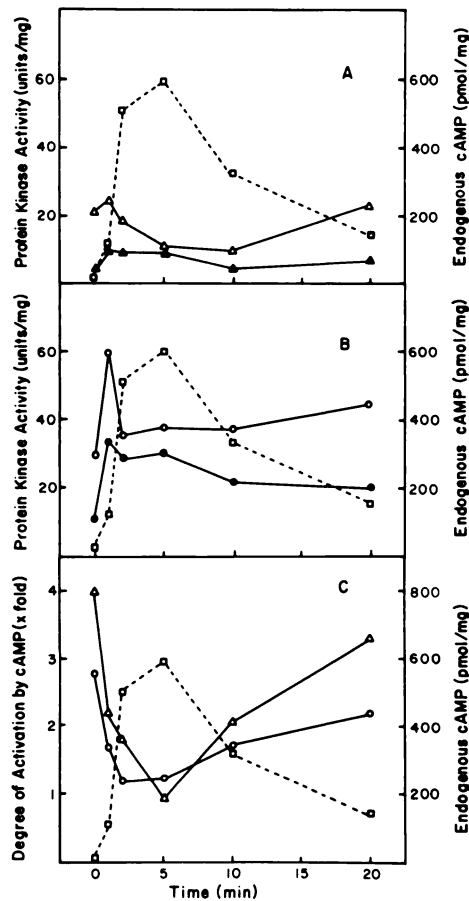 A
Protein Kinase Activity (units/mg)
60
40
20
Endogenous cAMP (pmol/mg)
600
400
200
B
Protein Kinase Activity (units/mg)
60
40
20
Endogenous cAMP (pmol/mg)
600
400
200
C
Degree of Activation by cAMP (x fold)
4
3
2
1
Endogenous cAMP (pmol/mg)
800
600
400
200
0 5 10 15 20
Time (min)